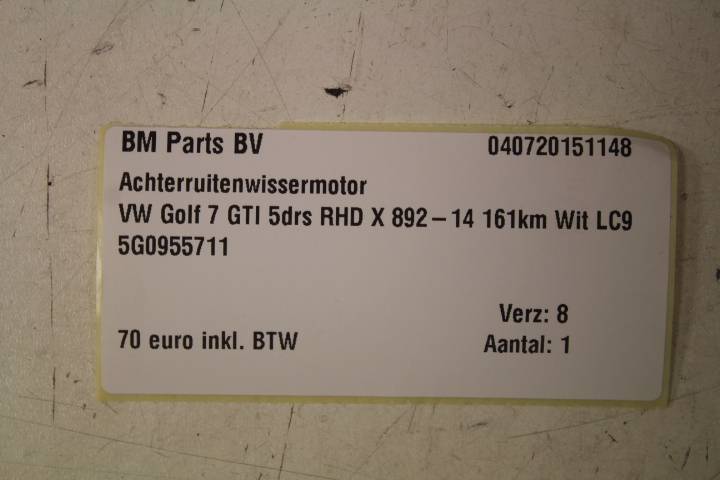 BM Parts BV 040720151148
Achterruitenwissermotor
VW Golf 7 GTI 5drs RHD X 892-14 161km Wit LC9
5G0955711
Verz: 8
70 euro inkl. BTW Aantal: 1